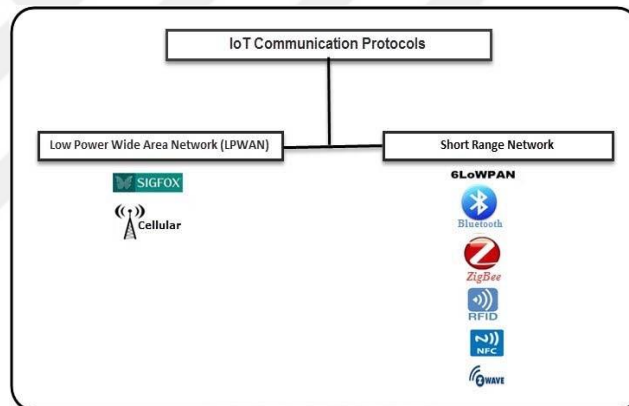 IoT Communication Protocols
Low Power Wide Area Network (LPWAN)
Short Range Network
SIGFOX
Cellular
6LoWPAN
Bluetooth
ZigBee
RFID
NFC
WAVE